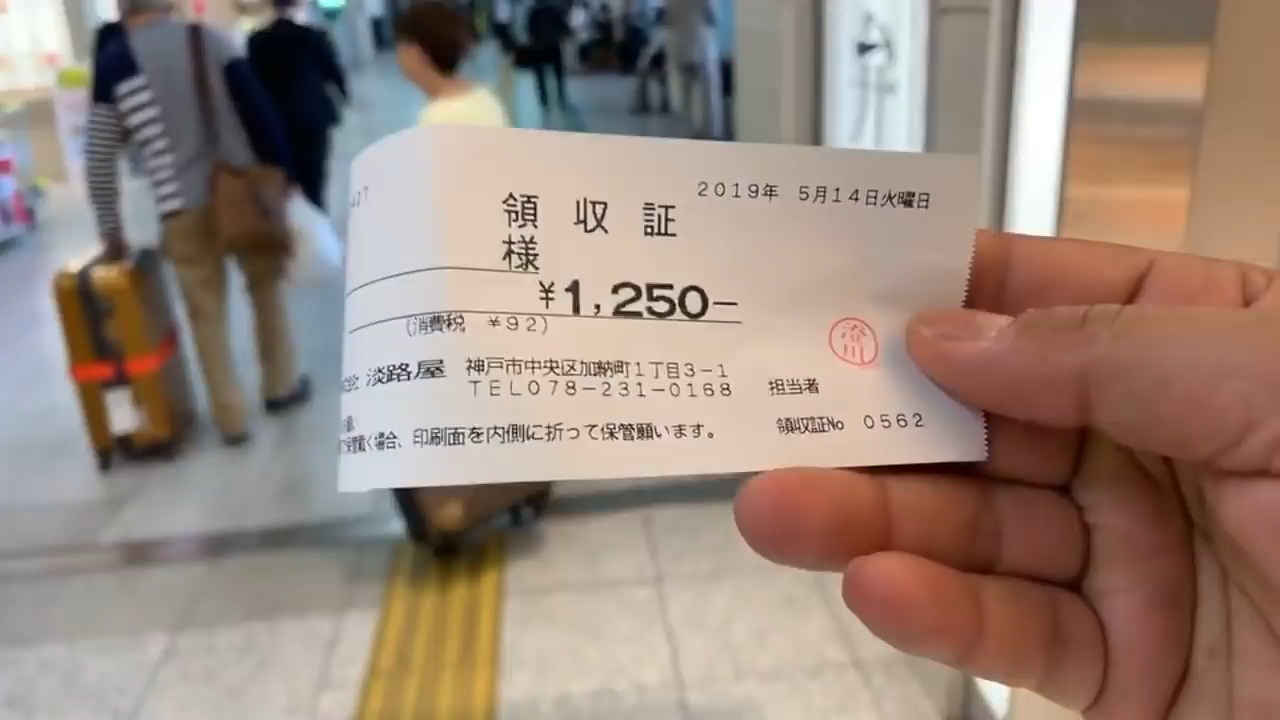 2019年 5月14日火曜日
領 収 証
様
¥1,250−
(消費税 ¥92)
淡路屋 神戸市中央区加納町1丁目3−1
TEL078−231−0168 担当者
く場合、印刷面を内側に折って保管願います。
領収証No 0562